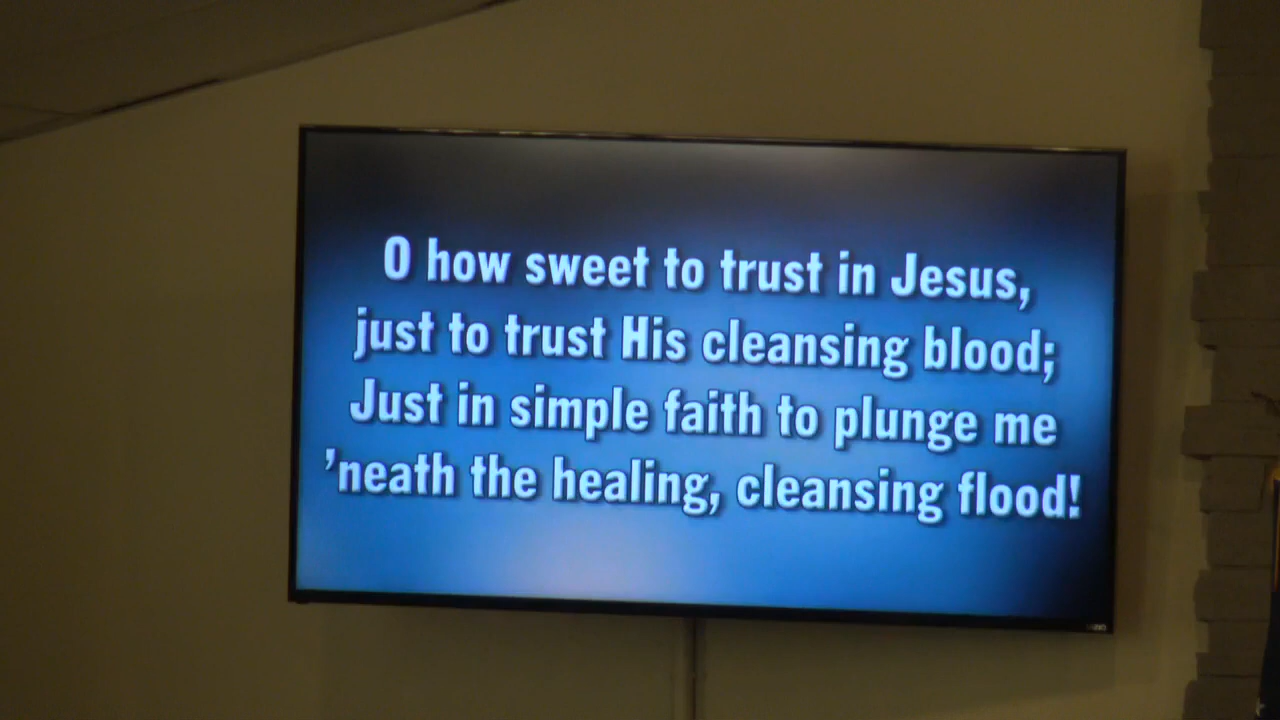 O how sweet to trust in Jesus,
just to trust His cleansing blood;
Just in simple faith to plunge me
’neath the healing, cleansing flood!
VIZIO